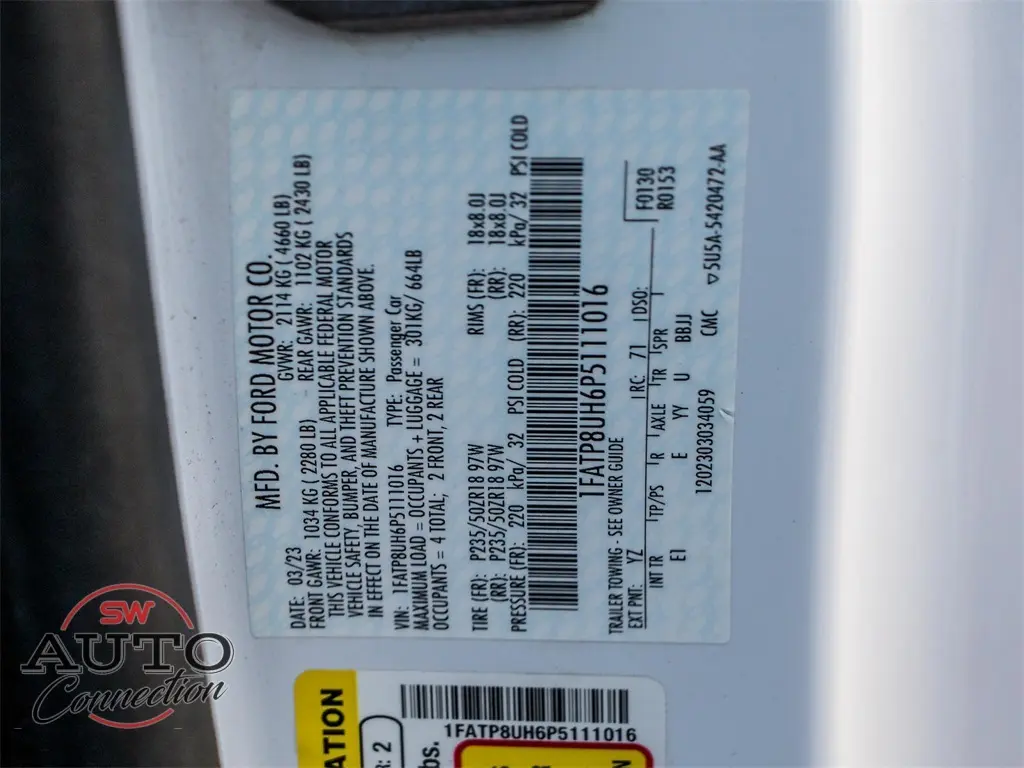 MFD. BY FORD MOTOR CO.
DATE: 03/23 GVWR: 2114 KG ( 4660 LB)
FRONT GAWR: 1034 KG ( 2280 LB) REAR GAWR: 1102 KG ( 2430 LB)
THIS VEHICLE CONFORMS TO ALL APPLICABLE FEDERAL MOTOR
VEHICLE SAFETY, BUMPER, AND THEFT PREVENTION STANDARDS
IN EFFECT ON THE DATE OF MANUFACTURE SHOWN ABOVE.
VIN: 1FATP8UH6P5111016 TYPE: Passenger Car
MAXIMUM LOAD = OCCUPANTS + LUGGAGE = 301KG/ 664LB
OCCUPANTS = 4 TOTAL; 2 FRONT, 2 REAR
TIRE (FR): P235/50ZR18 97W RIMS (FR): 18x8.0J
(RR): P235/50ZR18 97W (RR): 18x8.0J
PRESSURE (FR): 220 kPa/ 32 PSI COLD (RR): 220 kPa/ 32 PSI COLD
1FATP8UH6P5111016
TRAILER TOWING - SEE OWNER GUIDE F0130
EXT PNT: YZ RC: 71 DSO: R0153
INT TR TP/PS R AXLE TR SPR
EI E YY U BBJJ
120230303405​9 CMC ▽5U5A-5420472-AA
ATION
R: 2
bs.
1FATP8UH6P5111016
SW
AUTO
Connection